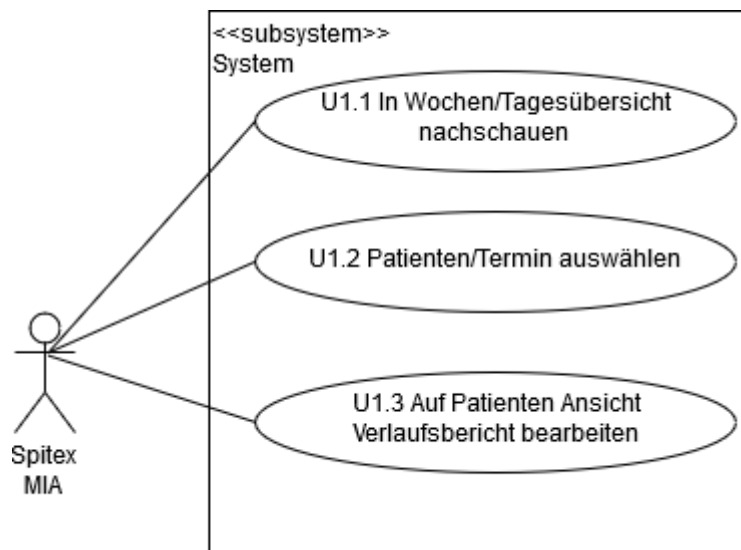 <<subsystem>>
System
U1.1 In Wochen/Tagesübersicht
nachschauen
U1.2 Patienten/Termin auswählen
U1.3 Auf Patienten Ansicht
Verlaufsbericht bearbeiten
Spitex
MIA